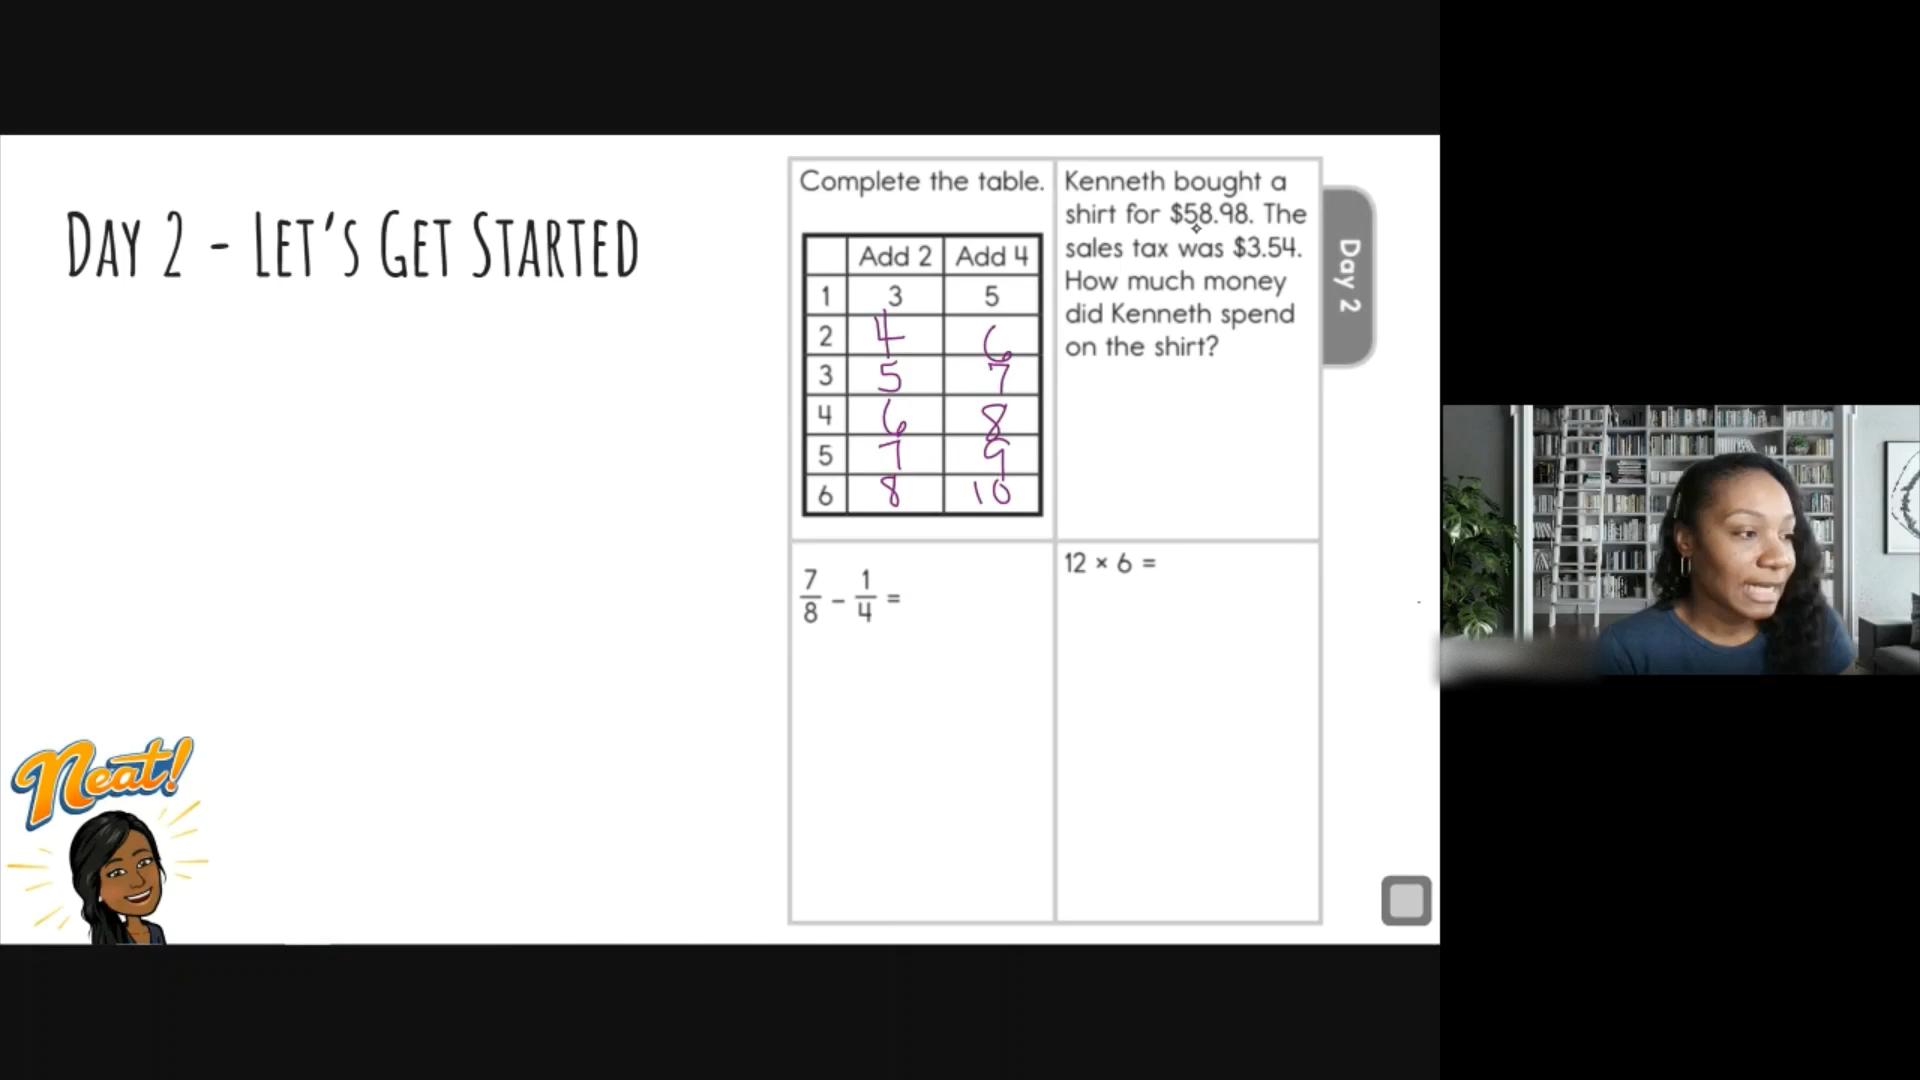 DAY 2 - LET'S GET STARTED
Complete the table.
Add 2 Add 4
1 3 5
2 4 6
3 5 7
4 6 8
5 7 9
6 8 10
Kenneth bought a
shirt for $58.98. The
sales tax was $3.54.
How much money
did Kenneth spend
on the shirt?
Day 2
7/8 - 1/4 =
12 × 6 =
Neat!